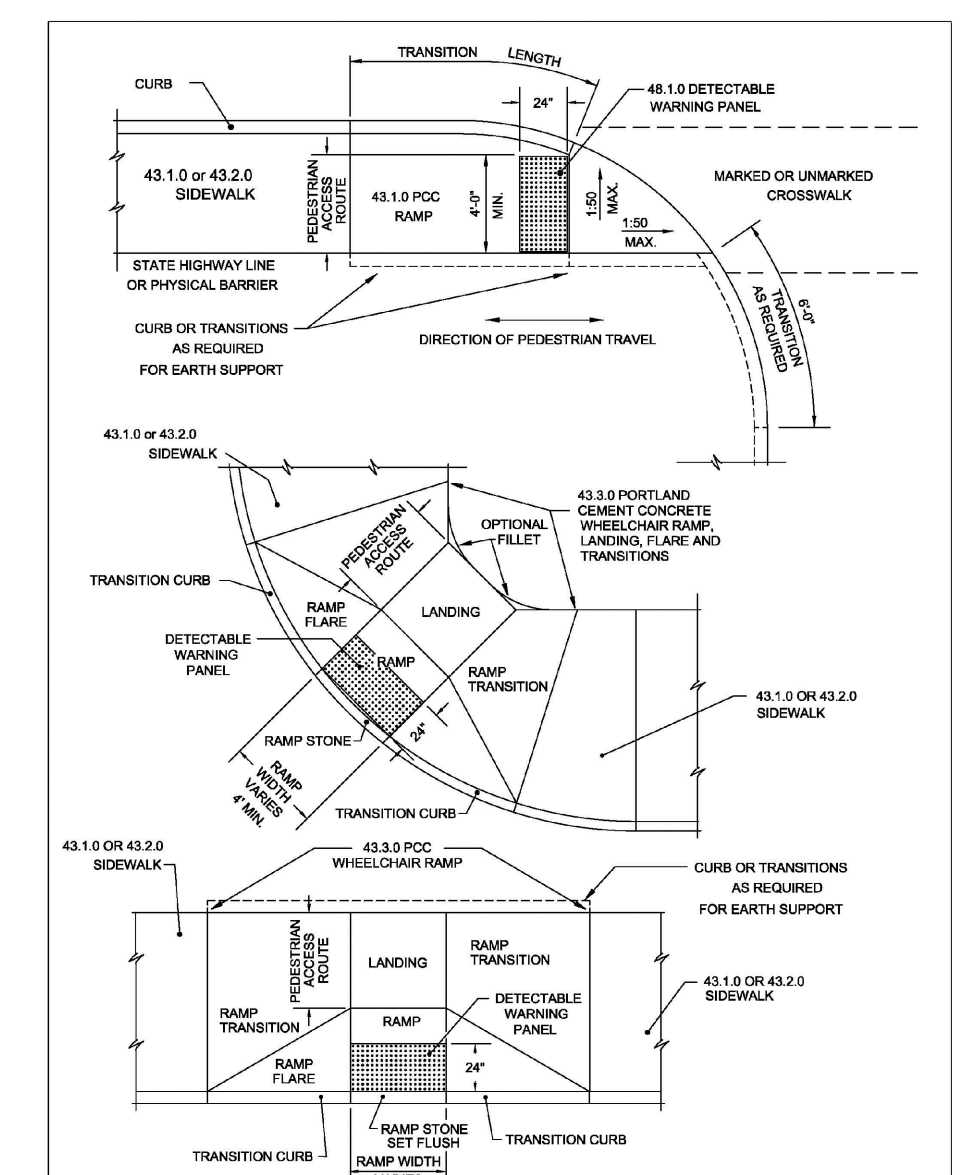 TRANSITION LENGTH
CURB
24"
48.1.0 DETECTABLE
WARNING PANEL
43.1.0 or 43.2.0
SIDEWALK
PEDESTRIAN
ACCESS
ROUTE
43.1.0 PCC
RAMP
4'-0"
MIN.
1:50
MAX.
1:50
MAX.
MARKED OR UNMARKED
CROSSWALK
STATE HIGHWAY LINE
OR PHYSICAL BARRIER
CURB OR TRANSITIONS
AS REQUIRED
FOR EARTH SUPPORT
DIRECTION OF PEDESTRIAN TRAVEL
6'-0"
TRANSITION
AS REQUIRED
43.1.0 or 43.2.0
SIDEWALK
PEDESTRIAN
ACCESS
ROUTE
OPTIONAL
FILLET
43.3.0 PORTLAND
CEMENT CONCRETE
WHEELCHAIR RAMP,
LANDING, FLARE AND
TRANSITIONS
TRANSITION CURB
RAMP
FLARE
LANDING
DETECTABLE
WARNING
PANEL
RAMP
RAMP
TRANSITION
43.1.0 OR 43.2.0
SIDEWALK
RAMP STONE
24"
RAMP
WIDTH
VARIES
4' MIN.
TRANSITION CURB
43.1.0 OR 43.2.0
SIDEWALK
43.3.0 PCC
WHEELCHAIR RAMP
CURB OR TRANSITIONS
AS REQUIRED
FOR EARTH SUPPORT
PEDESTRIAN
ACCESS
ROUTE
LANDING
RAMP
TRANSITION
43.1.0 OR 43.2.0
SIDEWALK
RAMP
TRANSITION
RAMP
DETECTABLE
WARNING
PANEL
RAMP
FLARE
24"
RAMP STONE
SET FLUSH
TRANSITION CURB
TRANSITION CURB
RAMP WIDTH